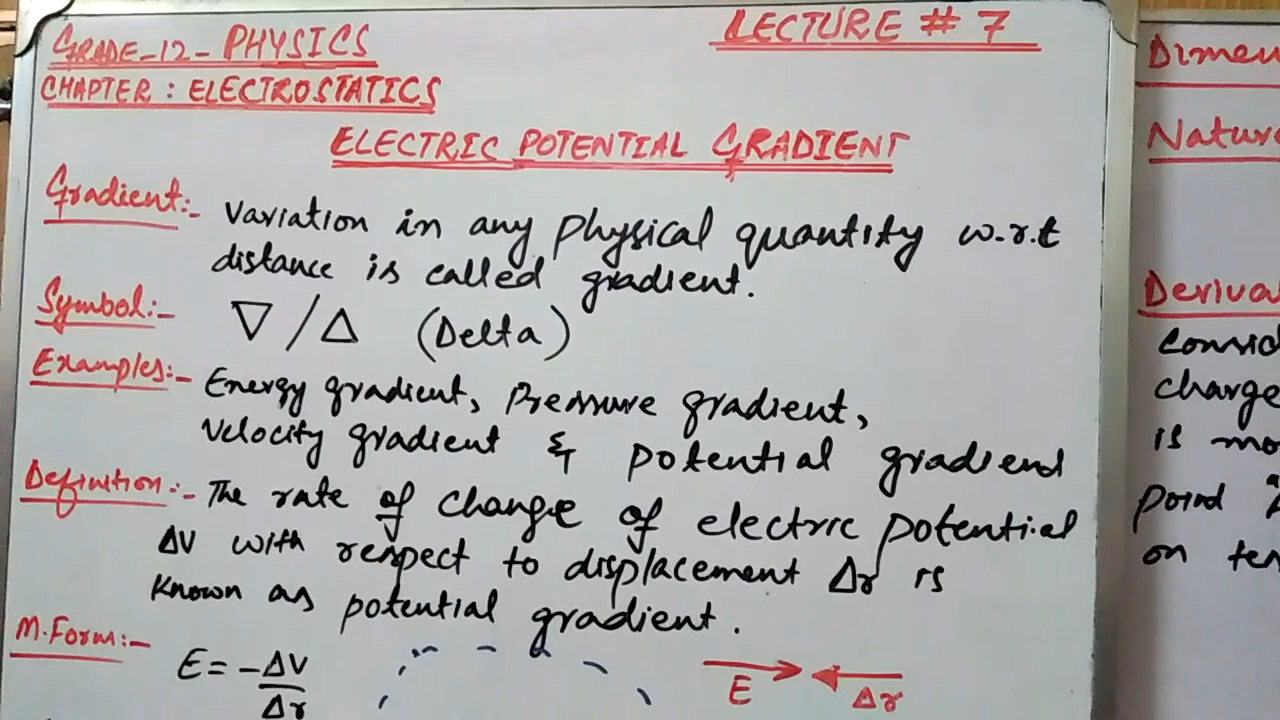 GRADE-12- PHYSICS
LECTURE # 7
CHAPTER : ELECTROSTATICS
ELECTRIC POTENTIAL GRADIENT
Gradient:- Variation in any physical quantity w.r.t
distance is called gradient.
Symbol:- ∇ / Δ (Delta)
Examples:- Energy gradient, Pressure gradient,
Velocity gradient & potential gradient
Definition:- The rate of change of electric potential
ΔV with respect to displacement Δr is
known as potential gradient.
M.Form:- E = -ΔV/Δr
E Δr
Dimen
Natur
Deriva
Consid
charge
is mo
point
on ten